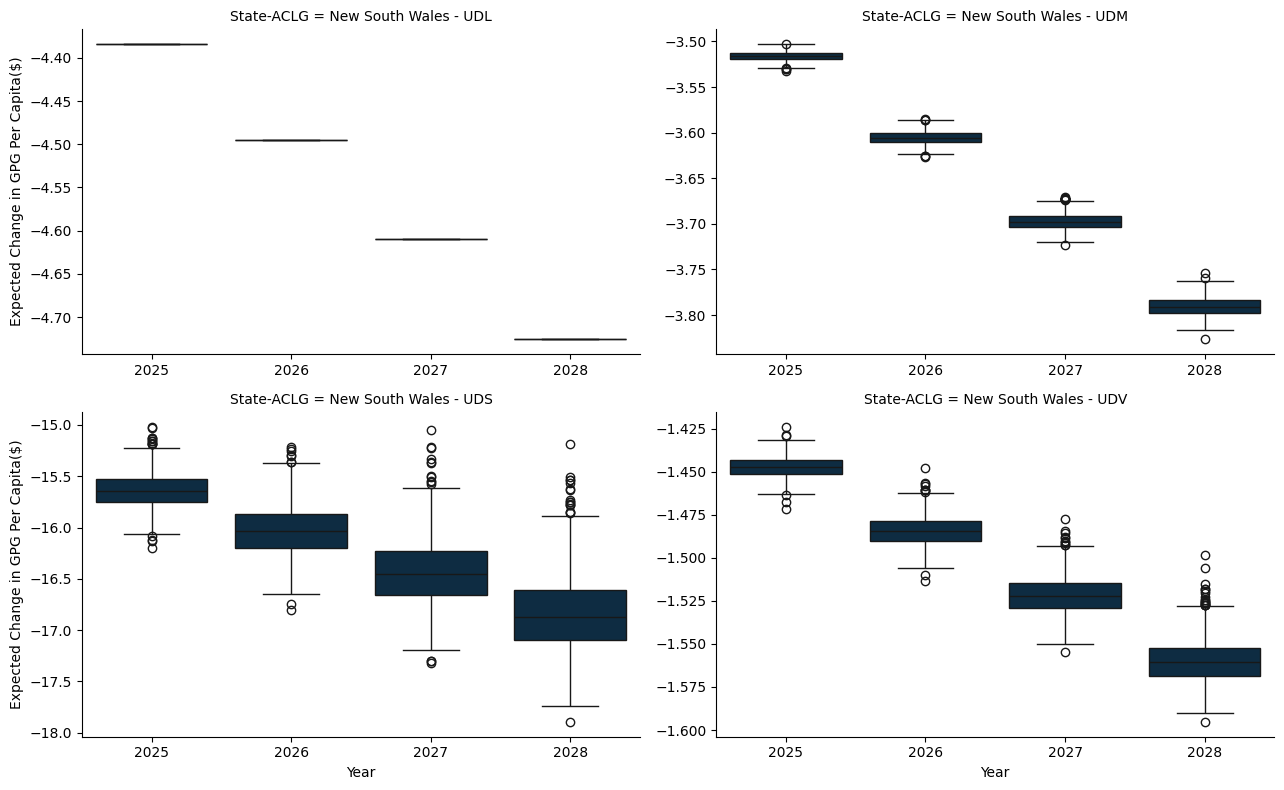 State-ACLG = New South Wales - UDL
Expected Change in GPG Per Capita($)
−4.40
−4.45
−4.50
−4.55
−4.60
−4.65
−4.70
2025 2026 2027 2028
State-ACLG = New South Wales - UDM
−3.50
−3.55
−3.60
−3.65
−3.70
−3.75
−3.80
2025 2026 2027 2028
State-ACLG = New South Wales - UDS
Expected Change in GPG Per Capita($)
−15.0
−15.5
−16.0
−16.5
−17.0
−17.5
−18.0
2025 2026 2027 2028
Year
State-ACLG = New South Wales - UDV
−1.425
−1.450
−1.475
−1.500
−1.525
−1.550
−1.575
−1.600
2025 2026 2027 2028
Year